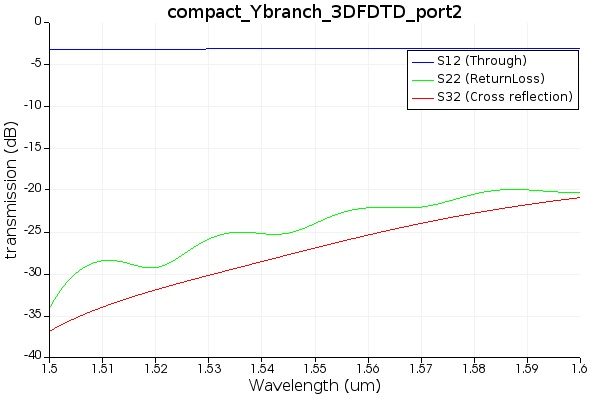 compact_Ybranch_3DFDTD_port2
transmission (dB)
0
-5
-10
-15
-20
-25
-30
-35
-40
S12 (Through)
S22 (ReturnLoss)
S32 (Cross reflection)
1.5 1.51 1.52 1.53 1.54 1.55 1.56 1.57 1.58 1.59 1.6
Wavelength (um)